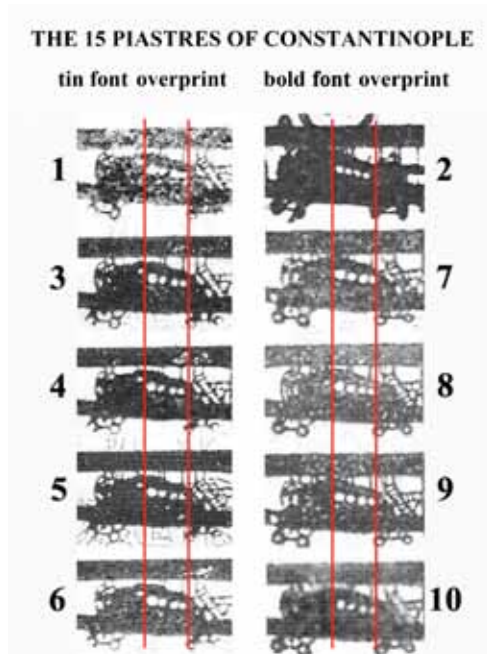 THE 15 PIASTRES OF CONSTANTINOPLE
tin font overprint bold font overprint
1 2
3 7
4 8
5 9
6 10